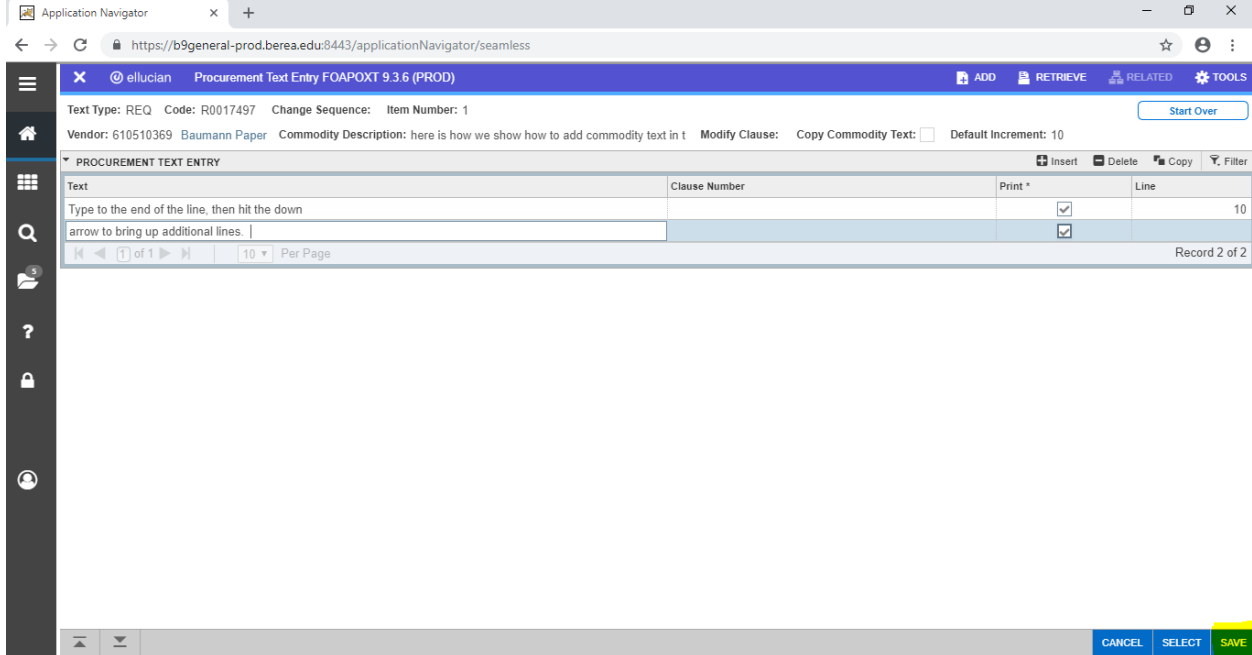 Application Navigator
https://b9general-prod.berea.edu:8443/applicationNavigator/seamless
ellucian Procurement Text Entry FOAPOXT 9.3.6 (PROD) ADD RETRIEVE RELATED TOOLS
Text Type: REQ Code: R0017497 Change Sequence: Item Number: 1 Start Over
Vendor: 610510369 Baumann Paper Commodity Description: here is how we show how to add commodity text in t Modify Clause: Copy Commodity Text: Default Increment: 10
PROCUREMENT TEXT ENTRY Insert Delete Copy Filter
Text Clause Number Print * Line
Type to the end of the line, then hit the down 10
arrow to bring up additional lines.
1 of 1 10 Per Page Record 2 of 2
5
?
CANCEL SELECT SAVE